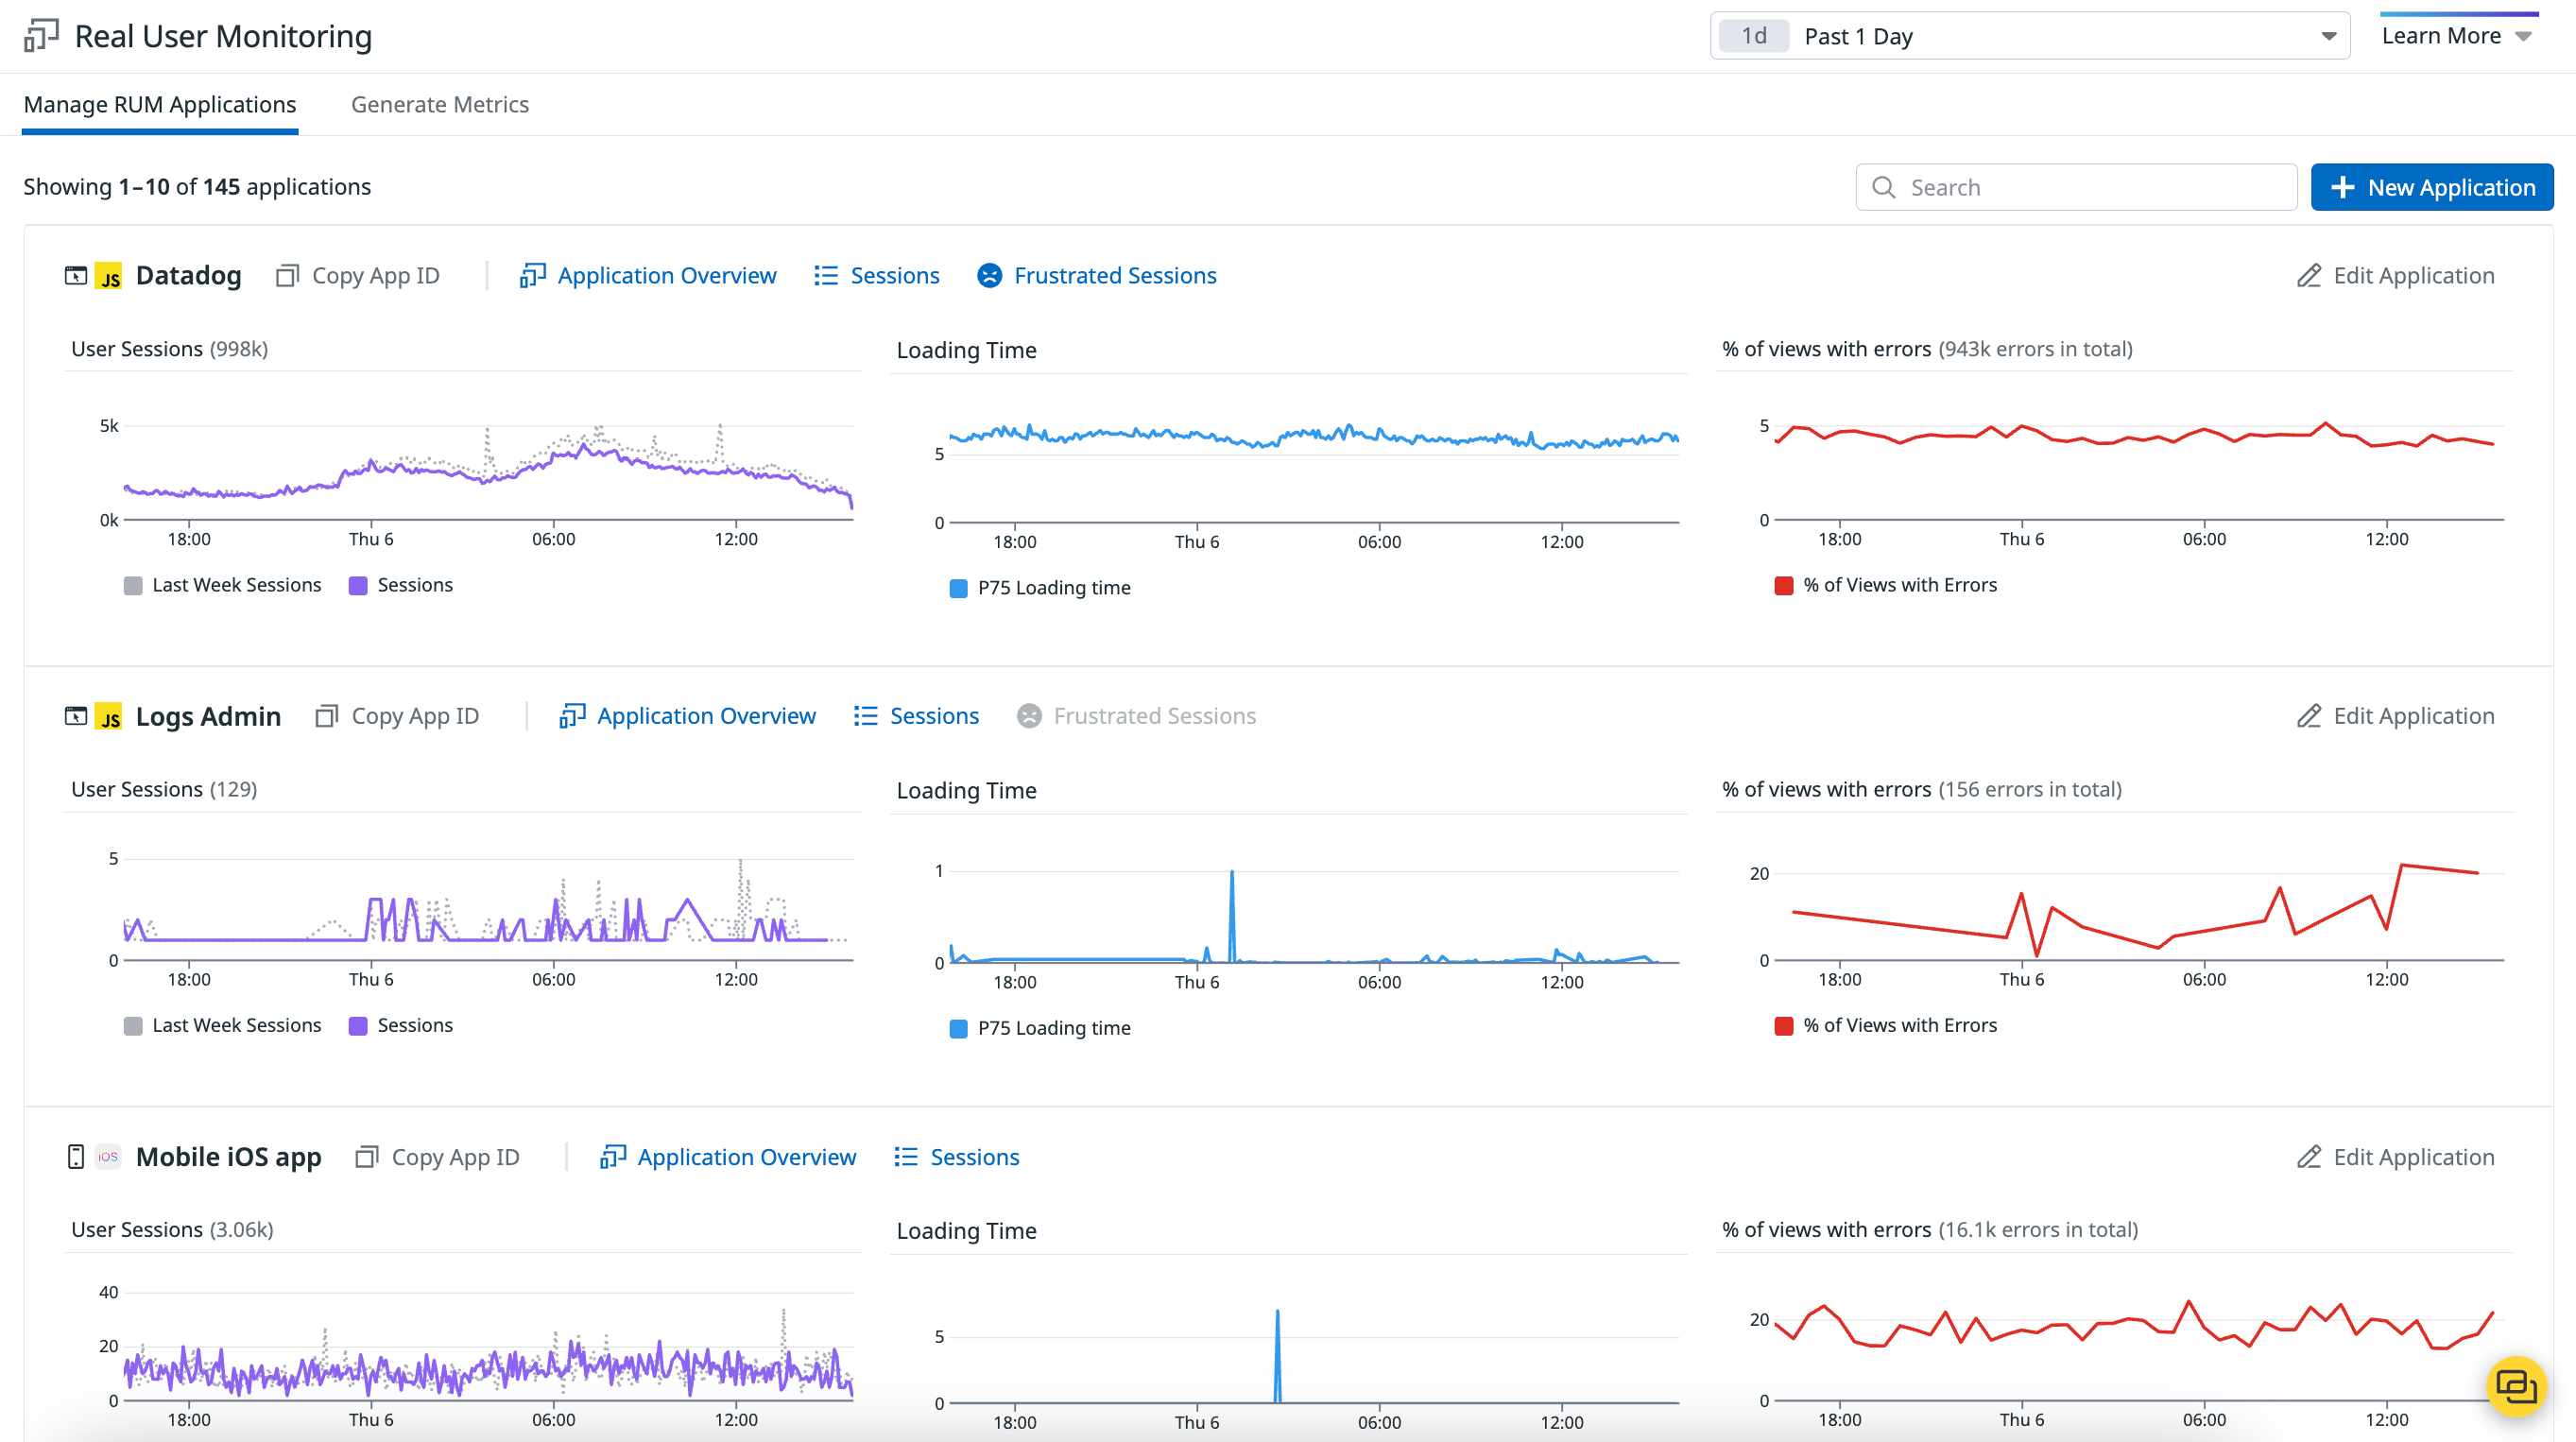 Real User Monitoring
1d Past 1 Day
Learn More
Manage RUM Applications Generate Metrics
Showing 1–10 of 145 applications
Search
New Application
JS Datadog Copy App ID Application Overview Sessions Frustrated Sessions Edit Application
User Sessions (998k)
5k
0k
18:00 Thu 6 06:00 12:00
Last Week Sessions Sessions
Loading Time
5
0
18:00 Thu 6 06:00 12:00
P75 Loading time
% of views with errors (943k errors in total)
5
0
18:00 Thu 6 06:00 12:00
% of Views with Errors
JS Logs Admin Copy App ID Application Overview Sessions Frustrated Sessions Edit Application
User Sessions (129)
5
0
18:00 Thu 6 06:00 12:00
Last Week Sessions Sessions
Loading Time
1
0
18:00 Thu 6 06:00 12:00
P75 Loading time
% of views with errors (156 errors in total)
20
0
18:00 Thu 6 06:00 12:00
% of Views with Errors
iOS Mobile iOS app Copy App ID Application Overview Sessions Edit Application
User Sessions (3.06k)
40
20
0
18:00 Thu 6 06:00 12:00
Loading Time
5
0
18:00 Thu 6 06:00 12:00
% of views with errors (16.1k errors in total)
20
0
18:00 Thu 6 06:00 12:00